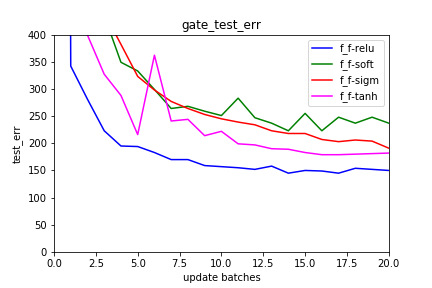 gate_test_err
400
350
300
250
200
150
100
50
0
test_err
f_f-relu
f_f-soft
f_f-sigm
f_f-tanh
0.0 2.5 5.0 7.5 10.0 12.5 15.0 17.5 20.0
update batches